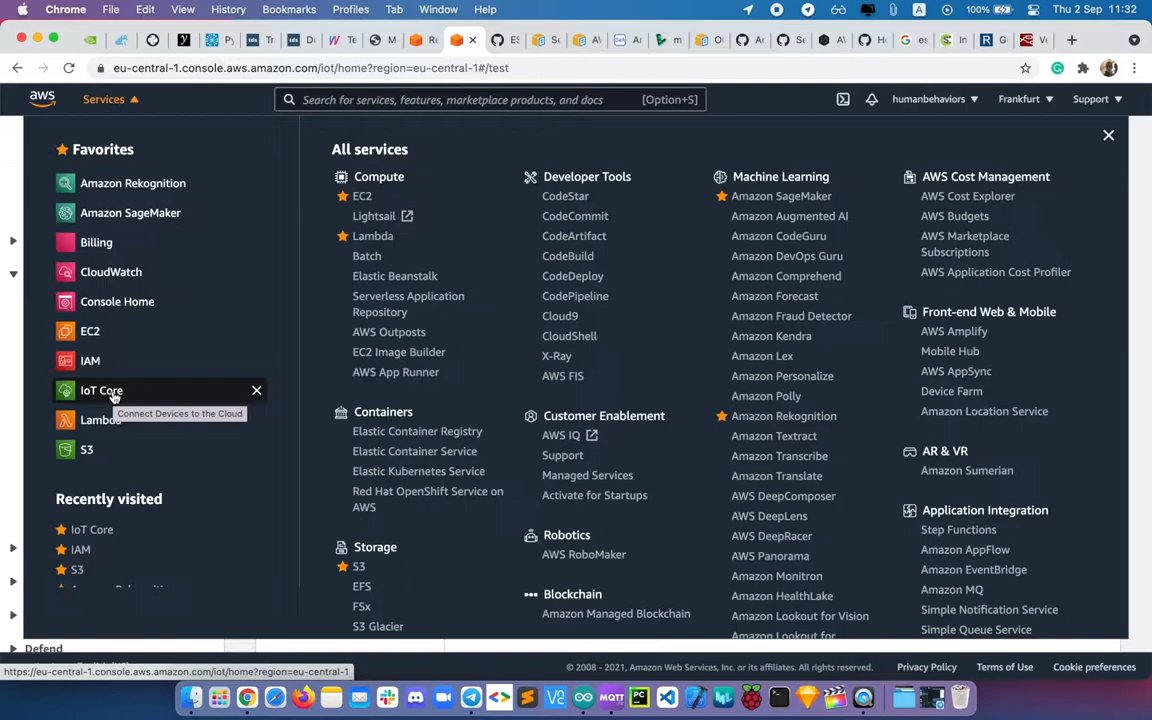 Chrome File Edit View History Bookmarks Profiles Tab Window Help 100% Thu 2 Sep 11:32
eu-central-1.console.aws.amazon.com/iot/home?region=eu-central-1#/test
aws Services Search for services, features, marketplace products, and docs [Option+S] humanbehaviors Frankfurt Support
Favorites
Amazon Rekognition
Amazon SageMaker
Billing
CloudWatch
Console Home
EC2
IAM
IoT Core
Connect Devices to the Cloud
Lambda
S3
Recently visited
IoT Core
IAM
S3
All services
Compute
EC2
Lightsail
Lambda
Batch
Elastic Beanstalk
Serverless Application
Repository
AWS Outposts
EC2 Image Builder
AWS App Runner
Containers
Elastic Container Registry
Elastic Container Service
Elastic Kubernetes Service
Red Hat OpenShift Service on
AWS
Storage
S3
EFS
FSx
S3 Glacier
Developer Tools
CodeStar
CodeCommit
CodeArtifact
CodeBuild
CodeDeploy
CodePipeline
Cloud9
CloudShell
X-Ray
AWS FIS
Customer Enablement
AWS IQ
Support
Managed Services
Activate for Startups
Robotics
AWS RoboMaker
Blockchain
Amazon Managed Blockchain
Machine Learning
Amazon SageMaker
Amazon Augmented AI
Amazon CodeGuru
Amazon DevOps Guru
Amazon Comprehend
Amazon Forecast
Amazon Fraud Detector
Amazon Kendra
Amazon Lex
Amazon Personalize
Amazon Polly
Amazon Rekognition
Amazon Textract
Amazon Transcribe
Amazon Translate
AWS DeepComposer
AWS DeepLens
AWS DeepRacer
AWS Panorama
Amazon Monitron
Amazon HealthLake
Amazon Lookout for Vision
Amazon Lookout for
AWS Cost Management
AWS Cost Explorer
AWS Budgets
AWS Marketplace
Subscriptions
AWS Application Cost Profiler
Front-end Web & Mobile
AWS Amplify
Mobile Hub
AWS AppSync
Device Farm
Amazon Location Service
AR & VR
Amazon Sumerian
Application Integration
Step Functions
Amazon AppFlow
Amazon EventBridge
Amazon MQ
Simple Notification Service
Simple Queue Service
Defend
https://eu-central-1.console.aws.amazon.com/iot/home?region=eu-central-1
© 2008 - 2021, Amazon Web Services, Inc. or its affiliates. All rights reserved. Privacy Policy Terms of Use Cookie preferences